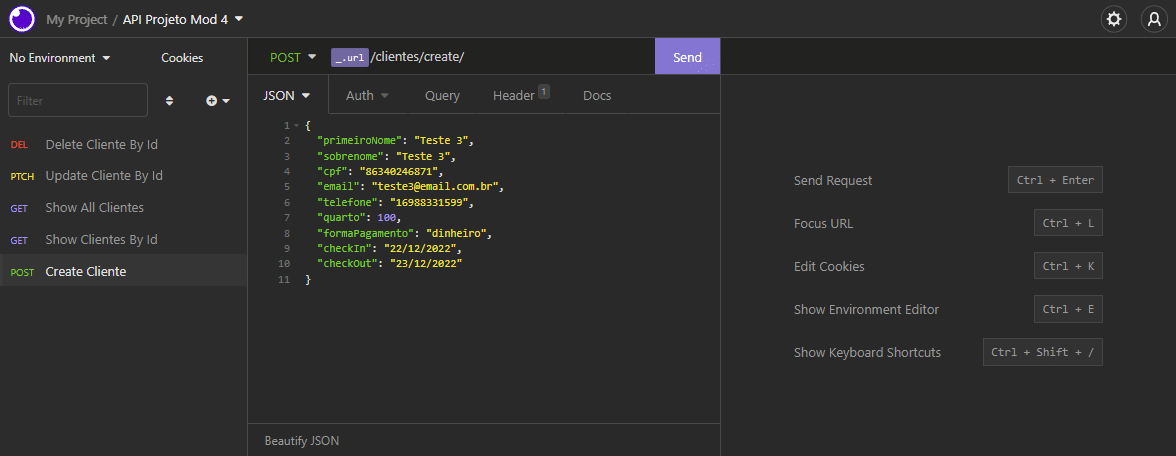 My Project / API Projeto Mod 4
No Environment
Cookies
Filter
DEL Delete Cliente By Id
PTCH Update Cliente By Id
GET Show All Clientes
GET Show Clientes By Id
POST Create Cliente
POST _.url /clientes/create/ Send
JSON Auth Query Header 1 Docs
1 {
2 "primeiroNome": "Teste 3",
3 "sobrenome": "Teste 3",
4 "cpf": "86340246871",
5 "email": "teste3@email.com.br",
6 "telefone": "16988331599",
7 "quarto": 100,
8 "formaPagamento": "dinheiro",
9 "checkIn": "22/12/2022",
10 "checkOut": "23/12/2022"
11 }
Beautify JSON
Send Request Ctrl + Enter
Focus URL Ctrl + L
Edit Cookies Ctrl + K
Show Environment Editor Ctrl + E
Show Keyboard Shortcuts Ctrl + Shift + /